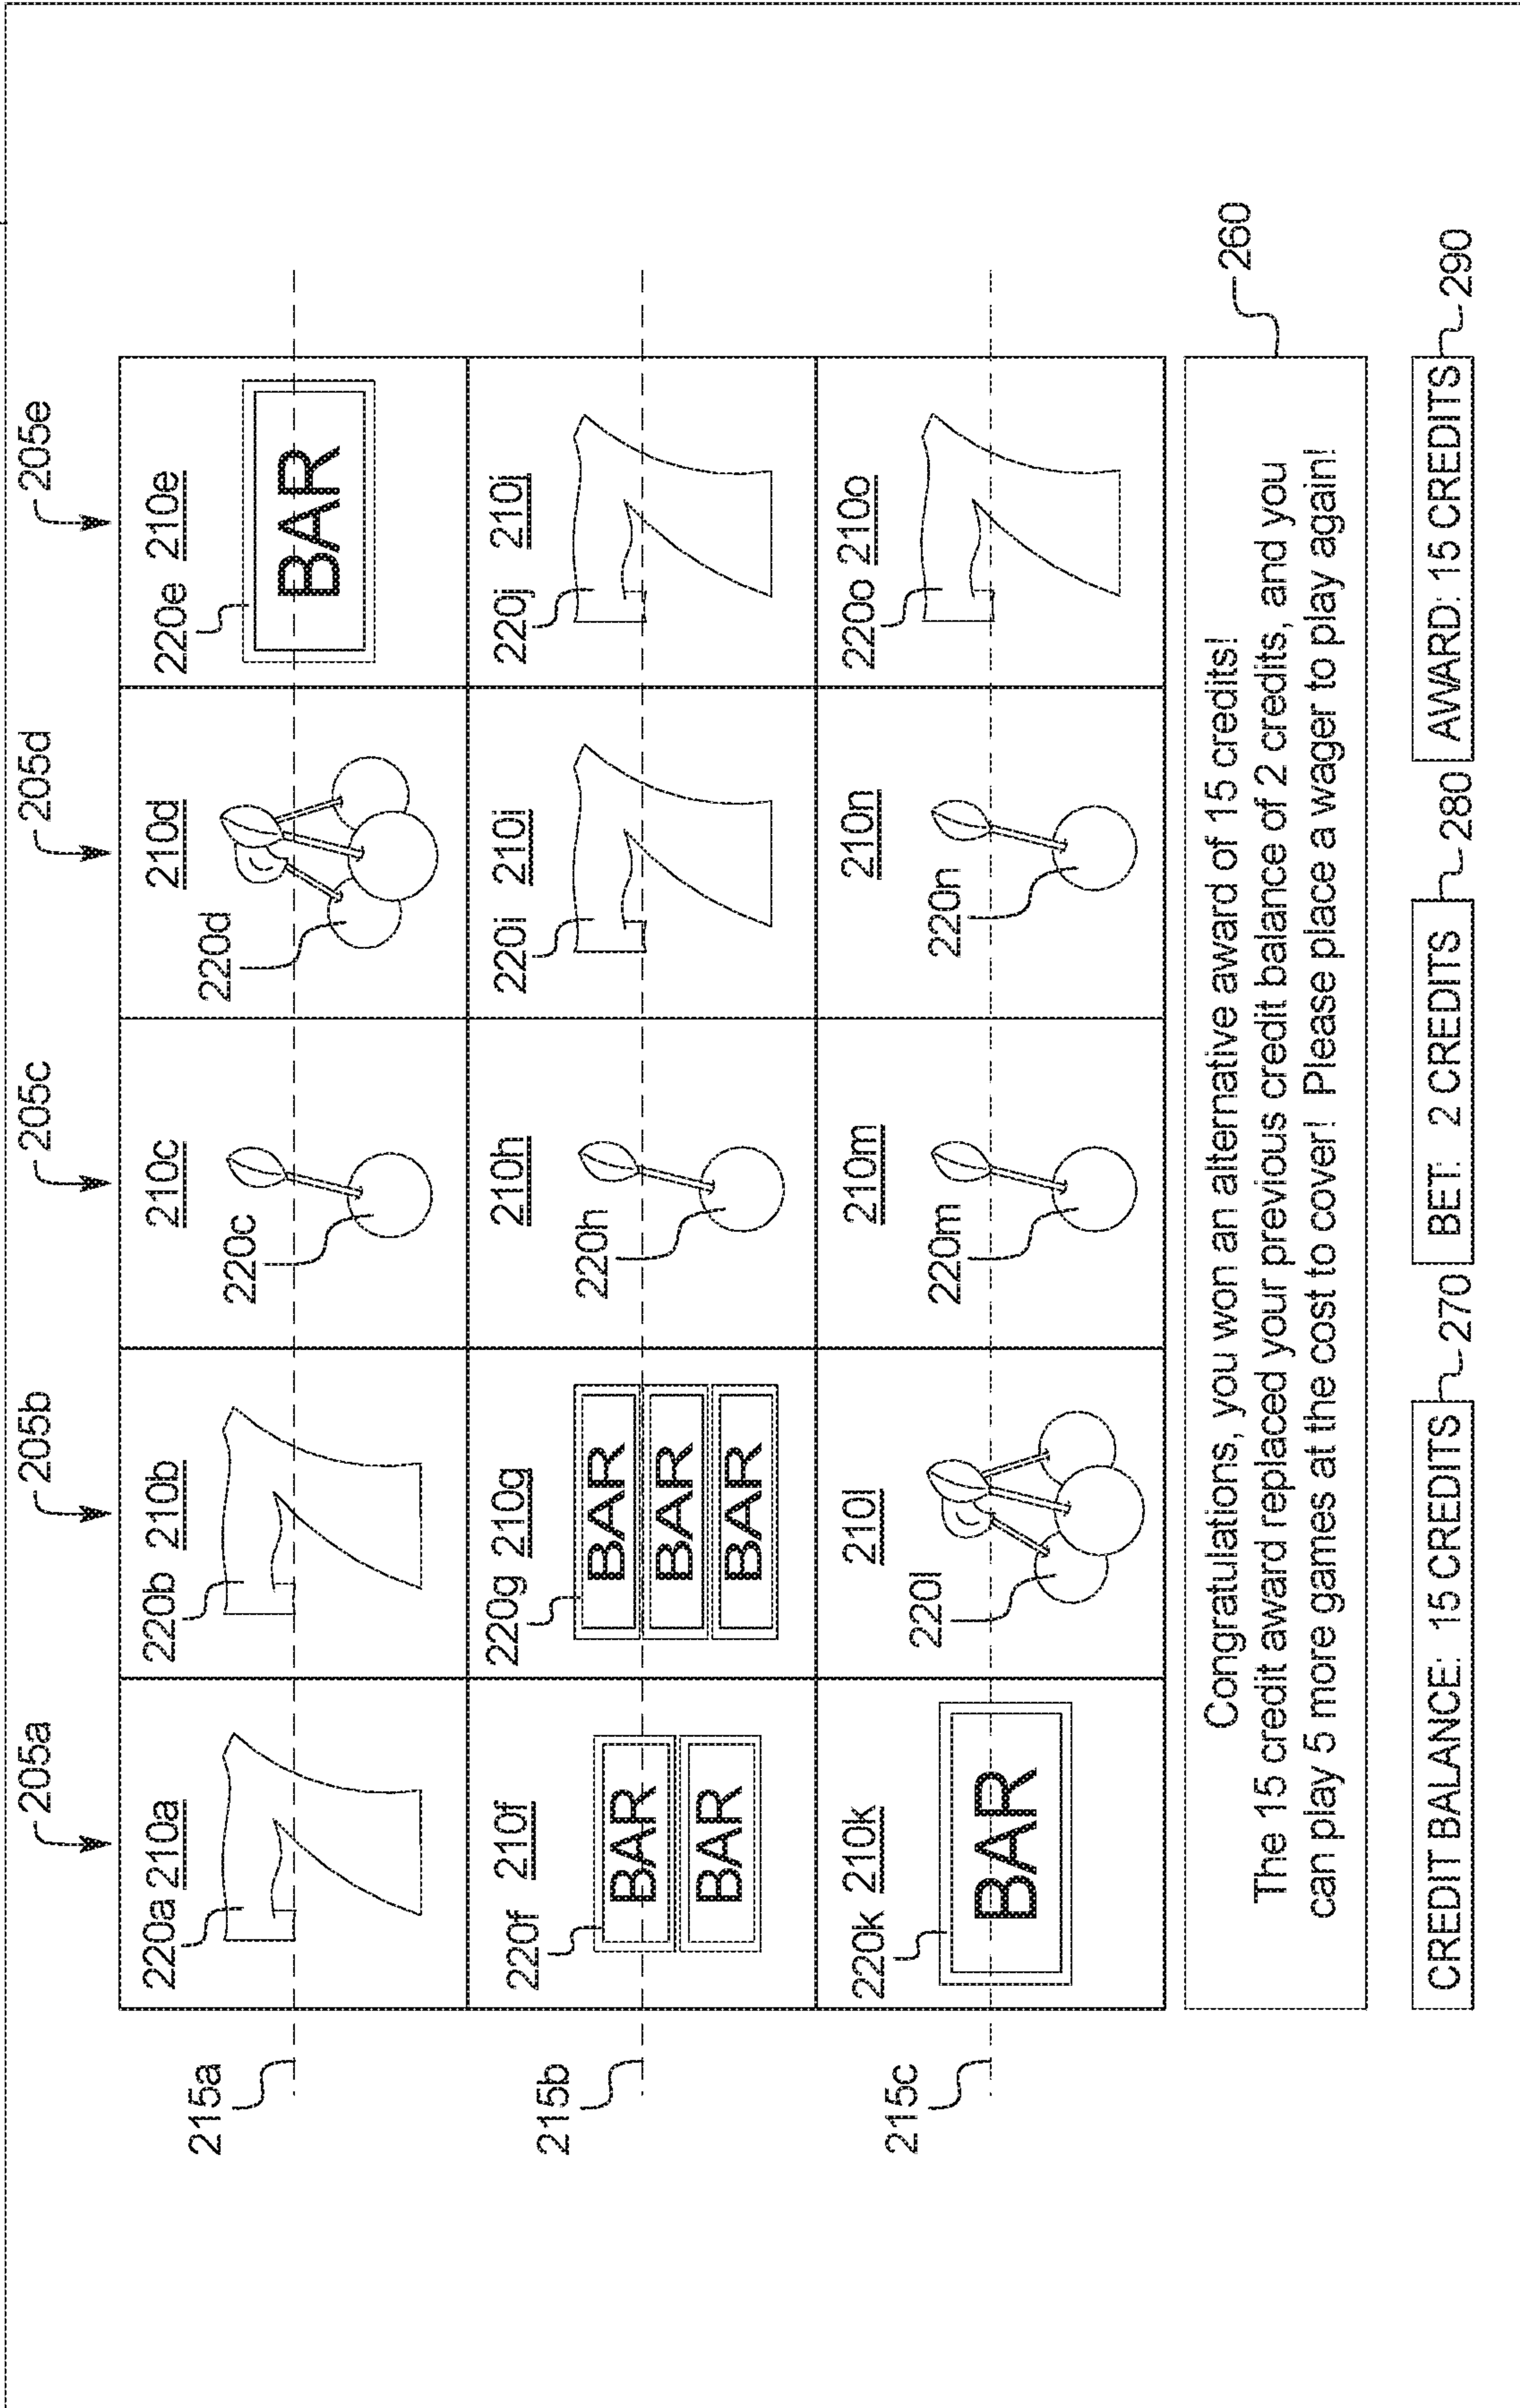 205a 205b 205c 205d 205e
220a 210a 220b 210b 210c 210d 220e 210e
220c 220d
BAR
215a
220f 210f 220g 210g 210h 220i 210i 220j 210j
220h
BAR BAR
BAR BAR
BAR
215b
220k 210k 210l 210m 210n 220o 210o
220l 220m 220n
BAR
215c
Congratulations, you won an alternative award of 15 credits!
The 15 credit award replaced your previous credit balance of 2 credits, and you
can play 5 more games at the cost to cover! Please place a wager to play again!
260
CREDIT BALANCE: 15 CREDITS 270 BET: 2 CREDITS 280 AWARD: 15 CREDITS 290